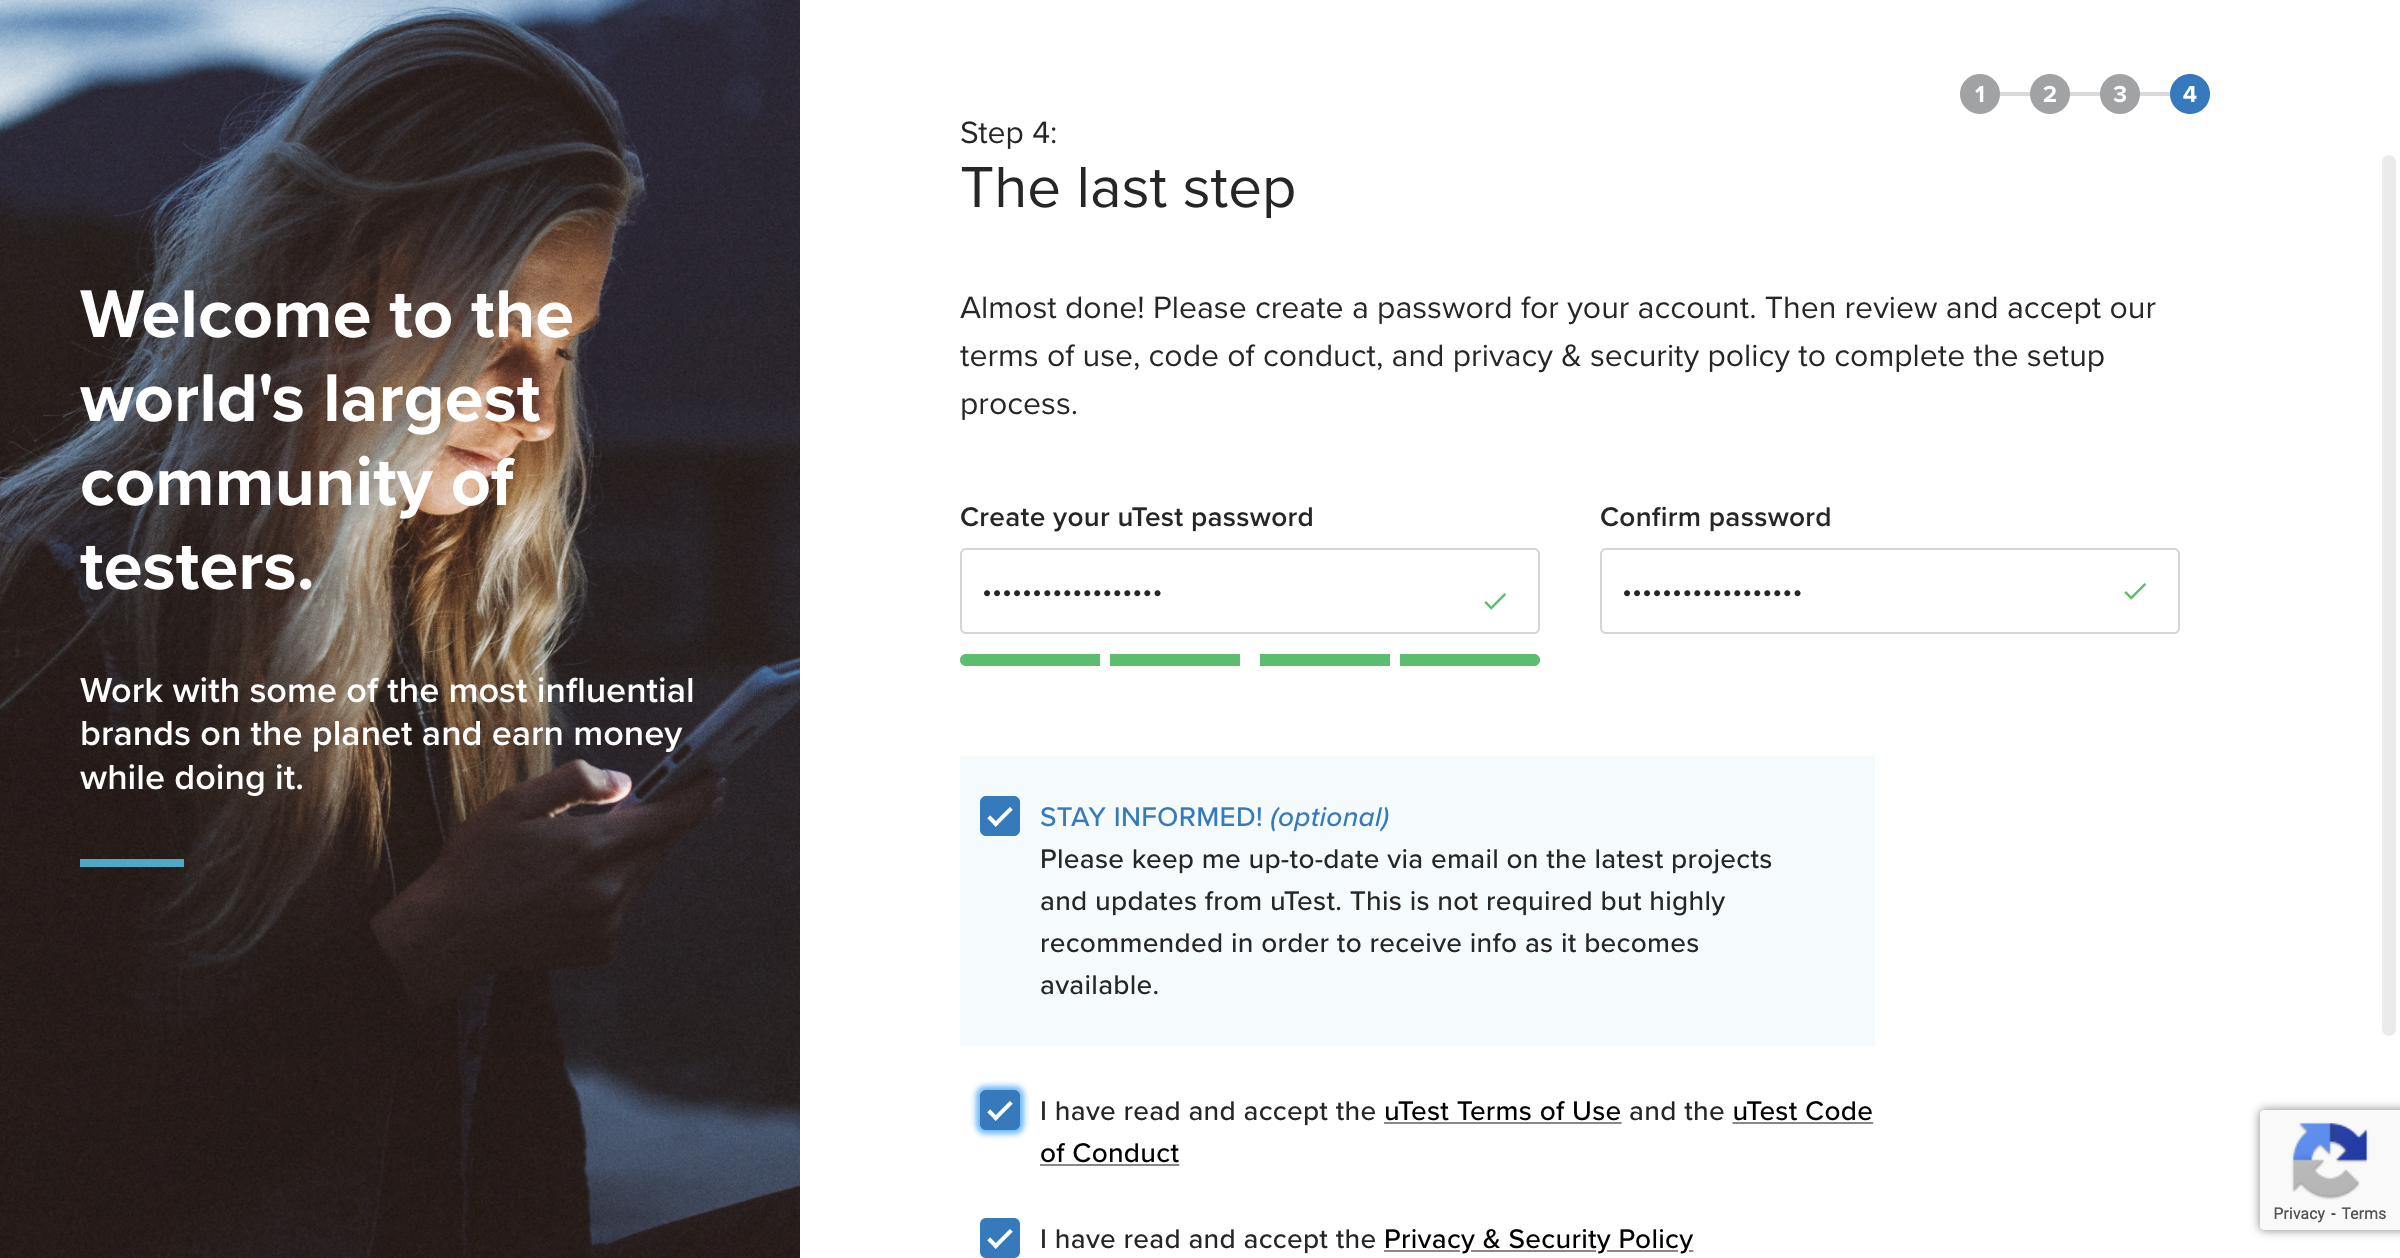 Welcome to the
world's largest
community of
testers.
Work with some of the most influential
brands on the planet and earn money
while doing it.
1 2 3 4
Step 4:
The last step
Almost done! Please create a password for your account. Then review and accept our
terms of use, code of conduct, and privacy & security policy to complete the setup
process.
Create your uTest password
Confirm password
••••••••••••••••••
••••••••••••••••••
STAY INFORMED! (optional)
Please keep me up-to-date via email on the latest projects
and updates from uTest. This is not required but highly
recommended in order to receive info as it becomes
available.
I have read and accept the uTest Terms of Use and the uTest Code
of Conduct
I have read and accept the Privacy & Security Policy
Privacy - Terms